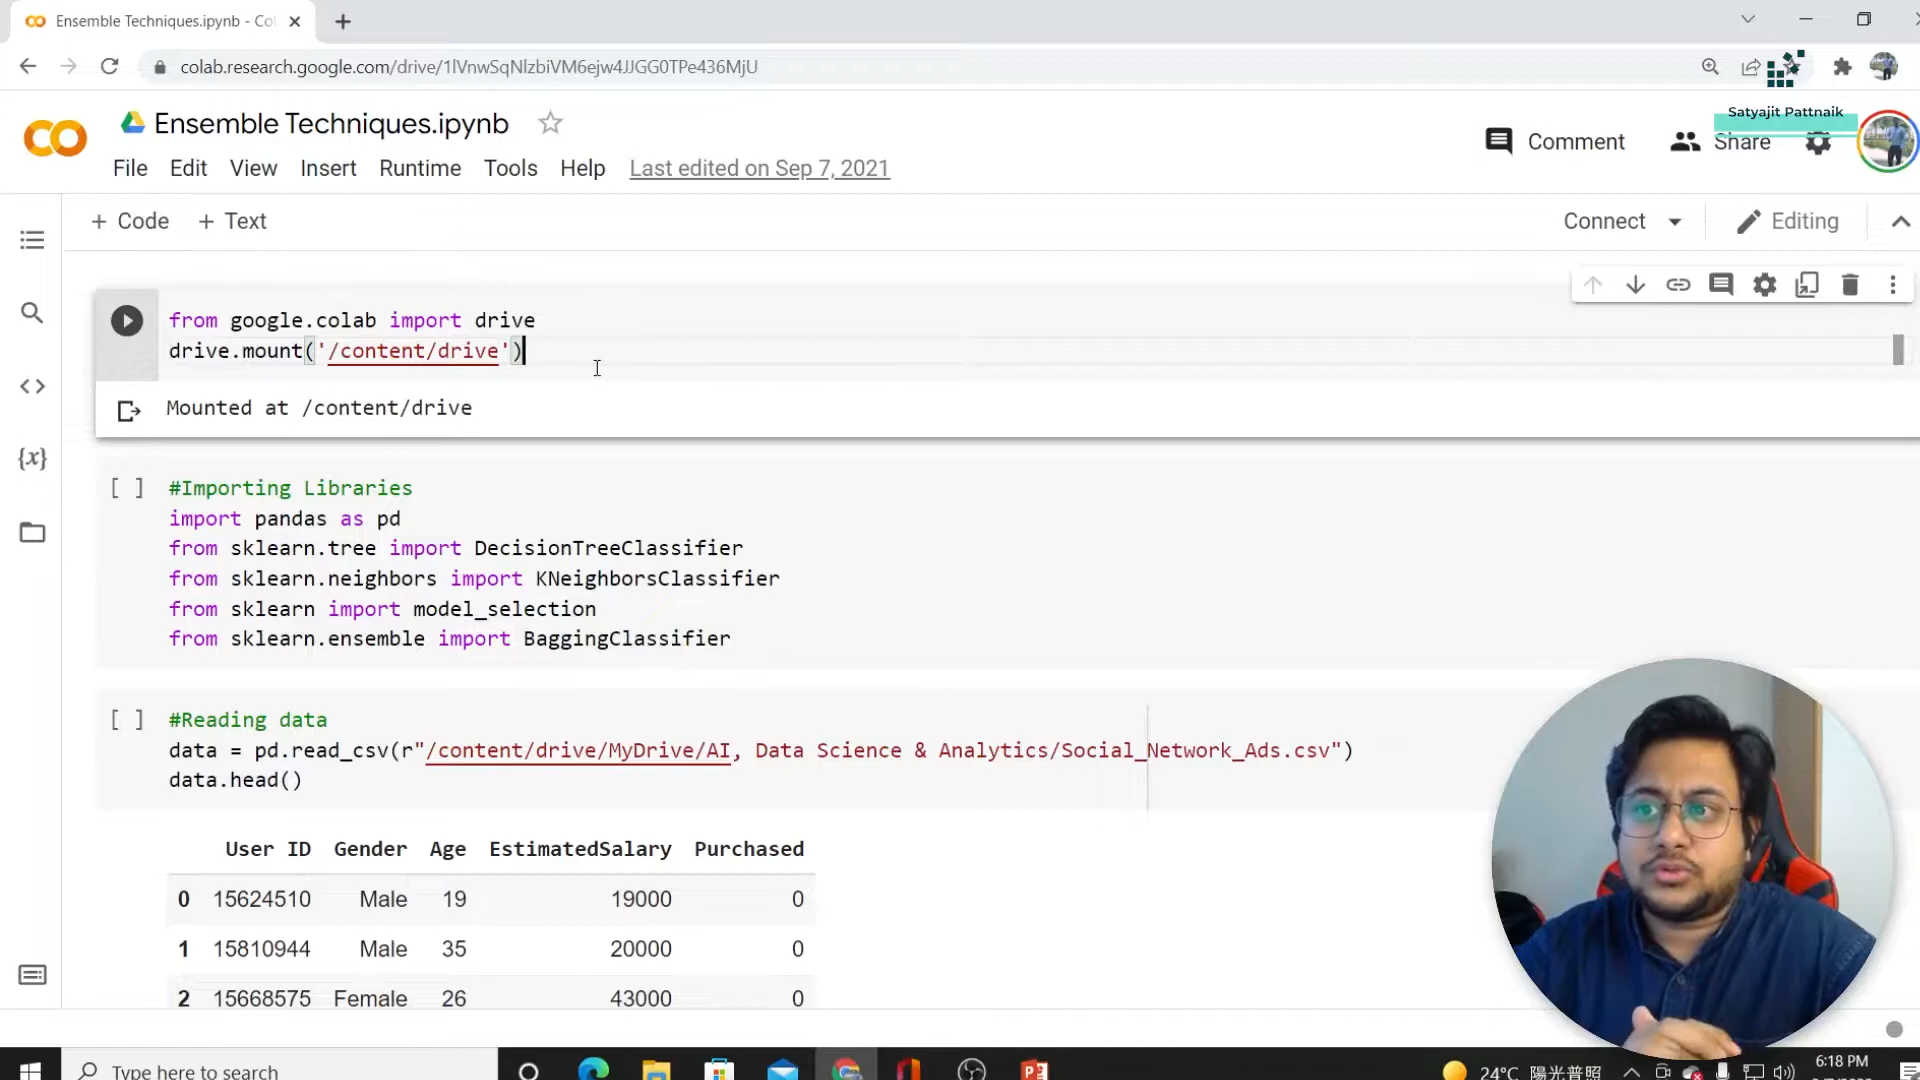 Ensemble Techniques.ipynb - Co
colab.research.google.com/drive/1lVnwSqNlzbiVM6ejw4JJGG0TPe436MjU
Satyajit Pattnaik
Ensemble Techniques.ipynb
Comment
Share
File Edit View Insert Runtime Tools Help Last edited on Sep 7, 2021
+ Code + Text
Connect
Editing
from google.colab import drive
drive.mount('/content/drive')
Mounted at /content/drive
[ ] #Importing Libraries
import pandas as pd
from sklearn.tree import DecisionTreeClassifier
from sklearn.neighbors import KNeighborsClassifier
from sklearn import model_selection
from sklearn.ensemble import BaggingClassifier
[ ] #Reading data
data = pd.read_csv(r"/content/drive/MyDrive/AI, Data Science & Analytics/Social_Network_Ads.csv")
data.head()
User ID Gender Age EstimatedSalary Purchased
0 15624510 Male 19 19000 0
1 15810944 Male 35 20000 0
2 15668575 Female 26 43000 0
Type here to search
24°C 陽光普照
6:18 PM